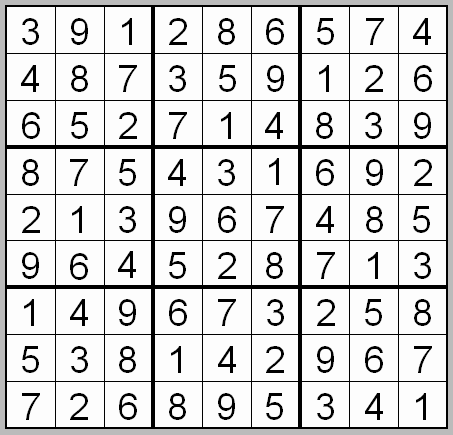 3 9 1 2 8 6 5 7 4
4 8 7 3 5 9 1 2 6
6 5 2 7 1 4 8 3 9
8 7 5 4 3 1 6 9 2
2 1 3 9 6 7 4 8 5
9 6 4 5 2 8 7 1 3
1 4 9 6 7 3 2 5 8
5 3 8 1 4 2 9 6 7
7 2 6 8 9 5 3 4 1